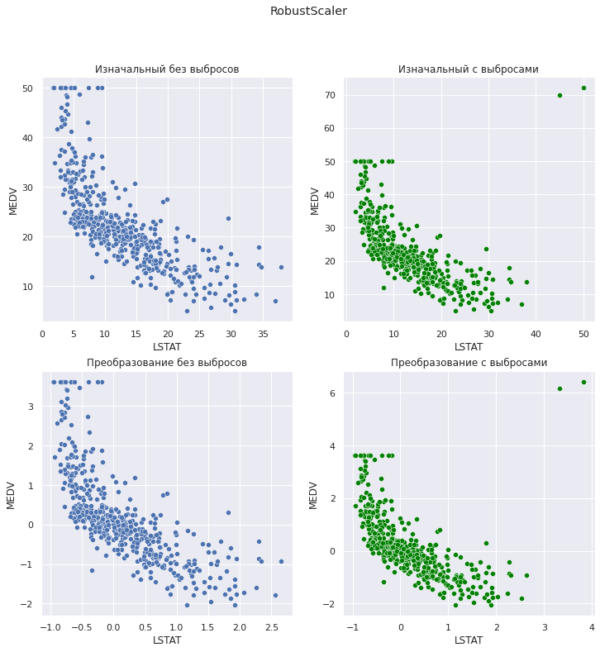 RobustScaler
Изначальный без выбросов
50
40
30
20
10
MEDV
0 5 10 15 20 25 30 35
LSTAT
Изначальный с выбросами
70
60
50
40
30
20
10
MEDV
0 10 20 30 40 50
LSTAT
Преобразование без выбросов
3
2
1
0
−1
−2
MEDV
−1.0 −0.5 0.0 0.5 1.0 1.5 2.0 2.5
LSTAT
Преобразование с выбросами
6
4
2
0
−2
MEDV
−1 0 1 2 3 4
LSTAT